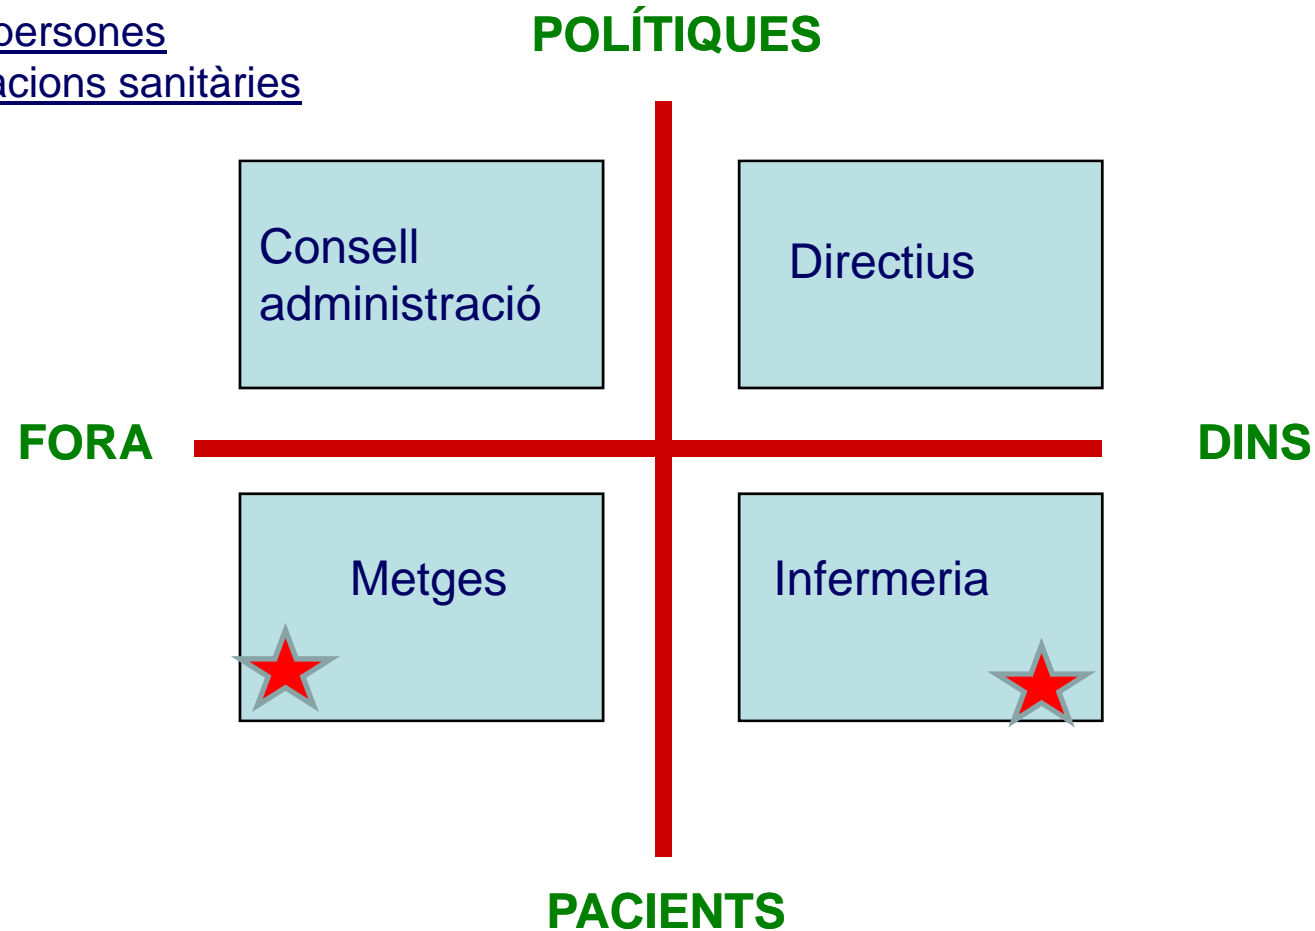 persones
POLÍTIQUES
acions sanitàries
Consell
administració
Directius
FORA
DINS
Metges
Infermeria
PACIENTS